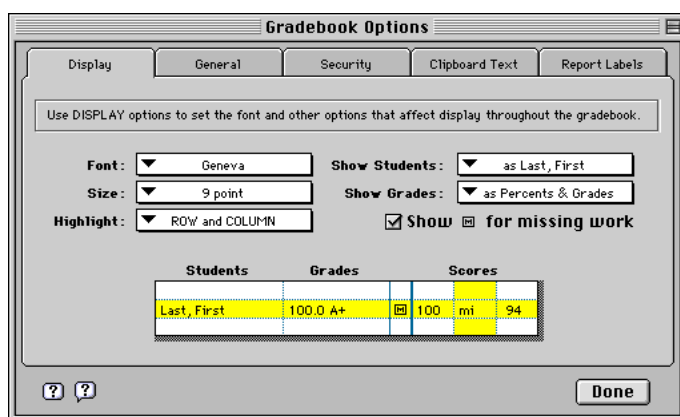 Gradebook Options
Display General Security Clipboard Text Report Labels
Use DISPLAY options to set the font and other options that affect display throughout the gradebook.
Font: Geneva Show Students: as Last, First
Size: 9 point Show Grades: as Percents & Grades
Highlight: ROW and COLUMN Show M for missing work
Students Grades Scores
Last, First 100.0 A+ M 100 mi 94
? ? Done